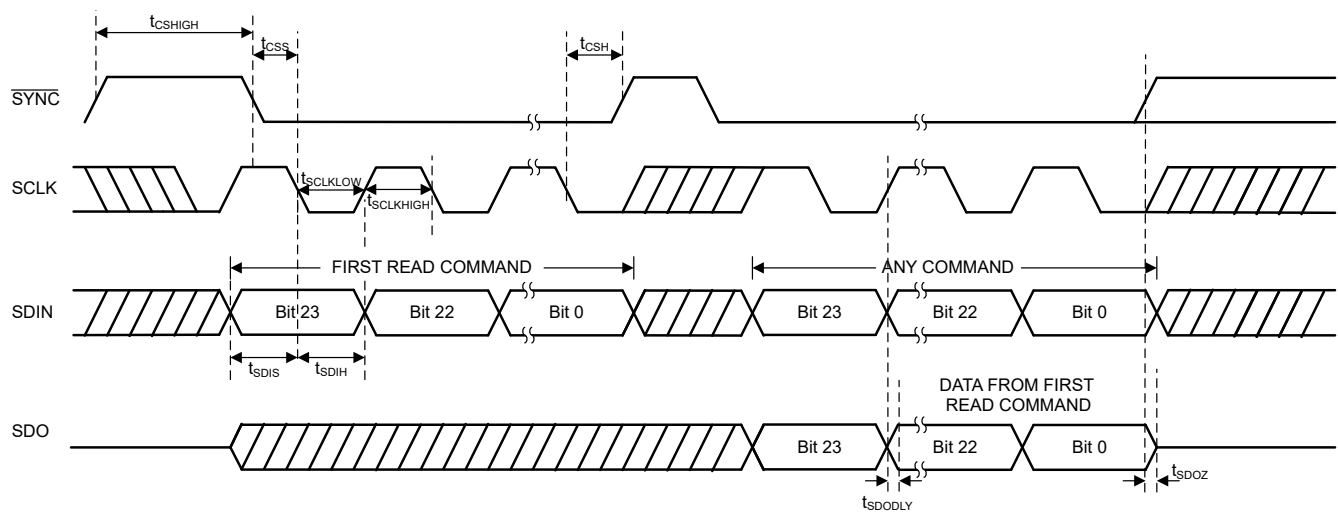 tCSHIGH
tCSS
tCSH
SYNC
SCLK
tSCLKLOW
tSCLKHIGH
FIRST READ COMMAND
ANY COMMAND
SDIN
Bit 23
Bit 22
Bit 0
Bit 23
Bit 22
Bit 0
tSDIS
tSDIH
DATA FROM FIRST
READ COMMAND
SDO
Bit 23
Bit 22
Bit 0
tSDODLY
tSDOZ